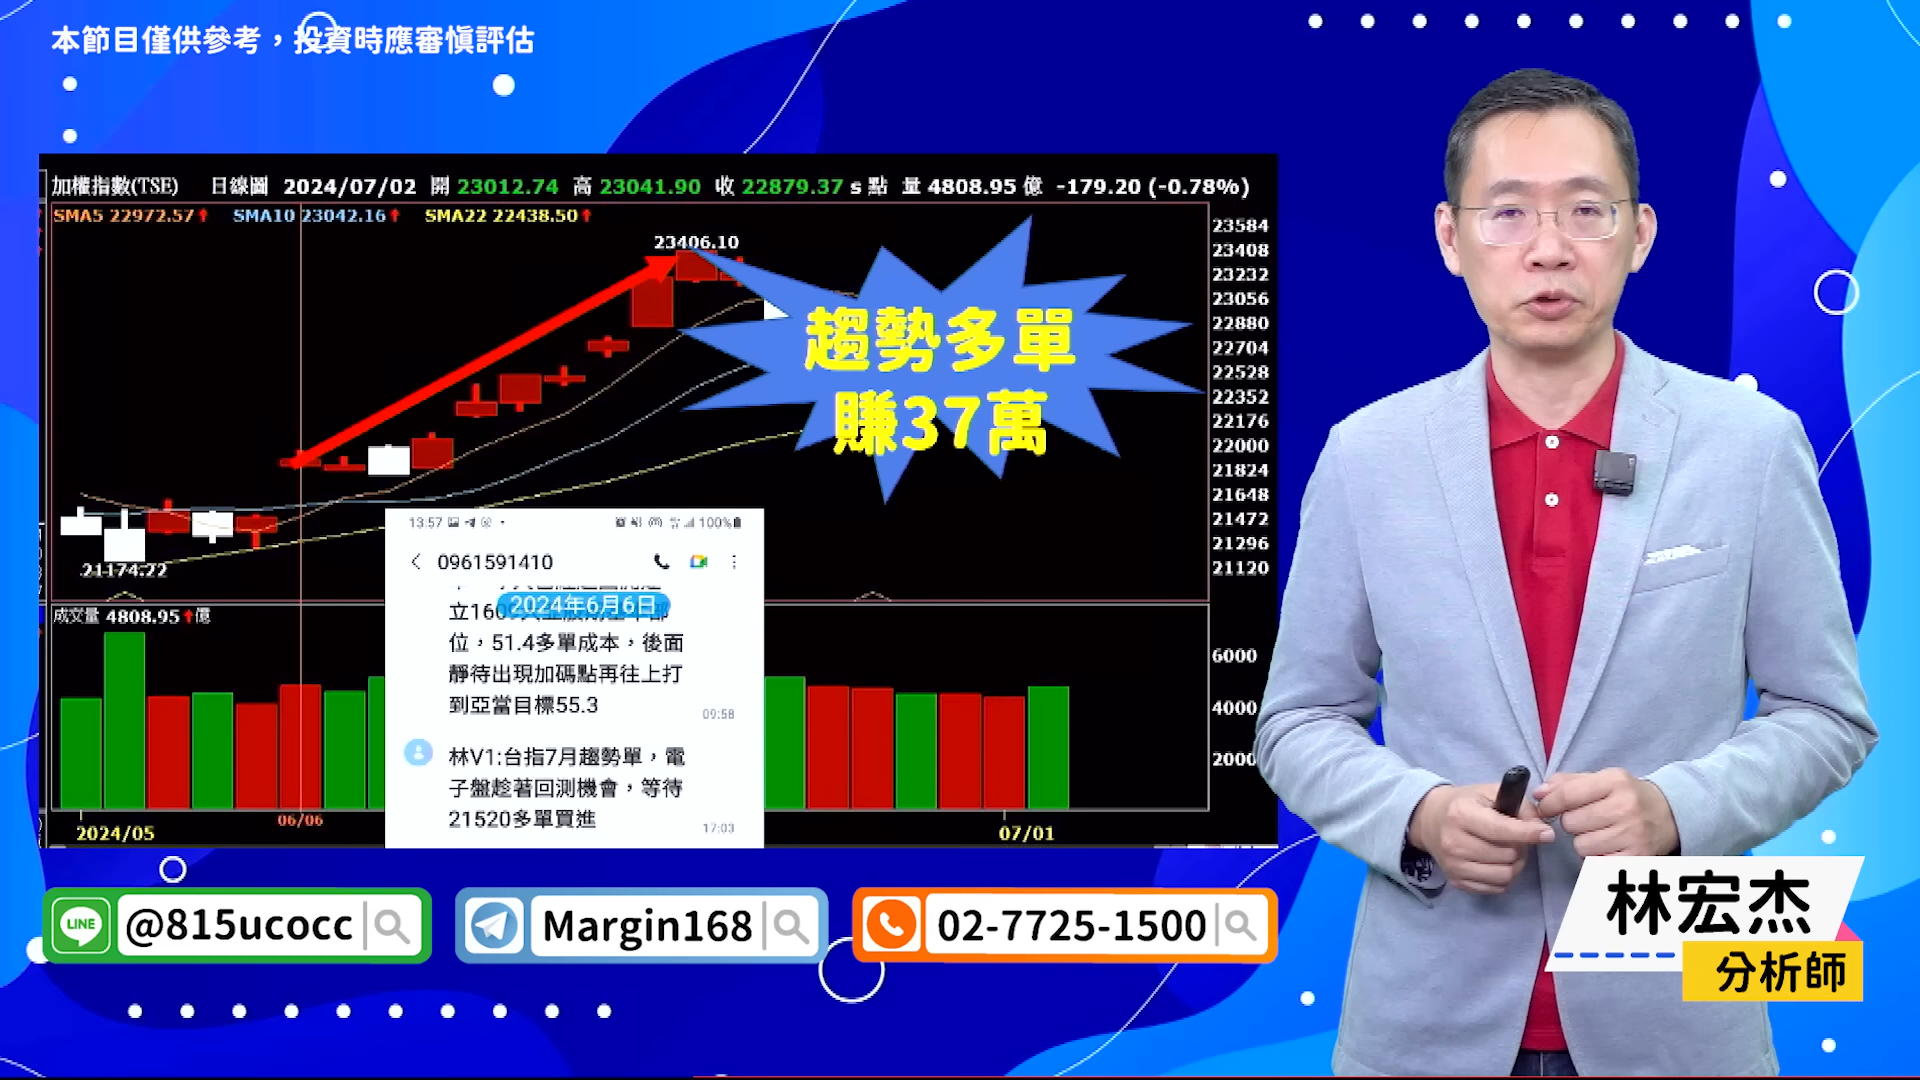 本節目僅供參考，投資時應審慎評估
加權指數(TSE) 日線圖 2024/07/02 開 23012.74 高 23041.90 收 22879.37 s 點 量 4808.95 億 -179.20 (-0.78%)
SMA5 22972.57 SMA10 23042.16 SMA22 22438.50
23406.10
趨勢多單
賺37萬
21174.22
23584
23408
23232
23056
22880
22704
22528
22352
22176
22000
21824
21648
21472
21296
21120
成交量 4808.95 億
6000
4000
2000
13:57
100%
0961591410
2024年6月6日
位，51.4多單成本，後面
靜待出現加碼點再往上打
到亞當目標55.3
09:58
林V1:台指7月趨勢單，電
子盤趁著回測機會，等待
21520多單買進
17:03
2024/05
06/06
07/01
LINE @815ucocc
Margin168
02-7725-1500
林宏杰
分析師